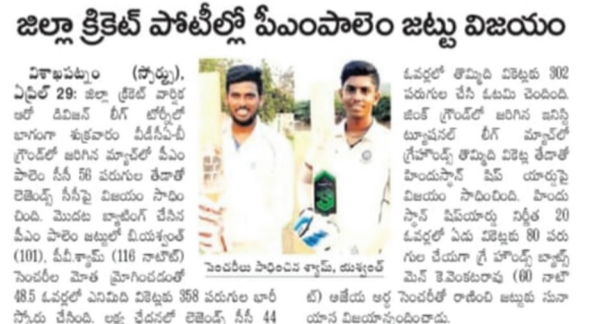 జిల్లా క్రికెట్ పోటీల్లో పీఎంపాలెం జట్టు విజయం
విశాఖపట్నం (స్పోర్ట్సు),
ఏప్రిల్ 29: జిల్లా క్రికెట్ వార్షిక
ఆరో డివిజన్ లీగ్ టోర్నీలో
భాగంగా శుక్రవారం వీడీసీఏ-బీ
గ్రౌండ్‌లో జరిగిన మ్యాచ్‌లో పీఎం
పాలెం సీసీ 56 పరుగుల తేడాతో
లెజెండ్స్ సీసీపై విజయం సాధిం
చింది. మొదట బ్యాటింగ్ చేసిన
పీఎం పాలెం జట్టులో బి.యశ్వంత్
(101), పీవీ.శ్యామ్ (116 నాటౌట్)
సెంచరీల మోత మ్రోగించడంతో
48.5 ఓవర్లలో ఎనిమిది వికెట్లకు 358 పరుగుల భారీ
స్కోరు చేసింది. లక్ష్య ఛేదనలో లెజెండ్స్ సీసీ 44
సెంచరీలు సాధించిన శ్యామ్, యశ్వంత్
ఓవర్లలో తొమ్మిది వికెట్లకు 302
పరుగుల చేసి ఓటమి చెందింది.
జింక్ గ్రౌండ్‌లో జరిగిన ఇనిస్టి
ట్యూషనల్ లీగ్ మ్యాచ్‌లో
గ్రేహౌండ్స్ తొమ్మిది వికెట్ల తేడాతో
హిందుస్థాన్ షిప్ యార్డుపై
విజయం సాధించింది. హిందు
స్థాన్ షిప్‌యార్డు నిర్ణీత 20
ఓవర్లలో ఏడు వికెట్లకు 80 పరు
గుల చేయగా గ్రే హౌండ్స్ బ్యాట్స్
మెన్ కె.వెంకటరావు (60 నాటౌ
ట్) అజేయ అర్ధ సెంచరీతో రాణించి జట్టుకు సునా
యాస విజయాన్నందించాడు.